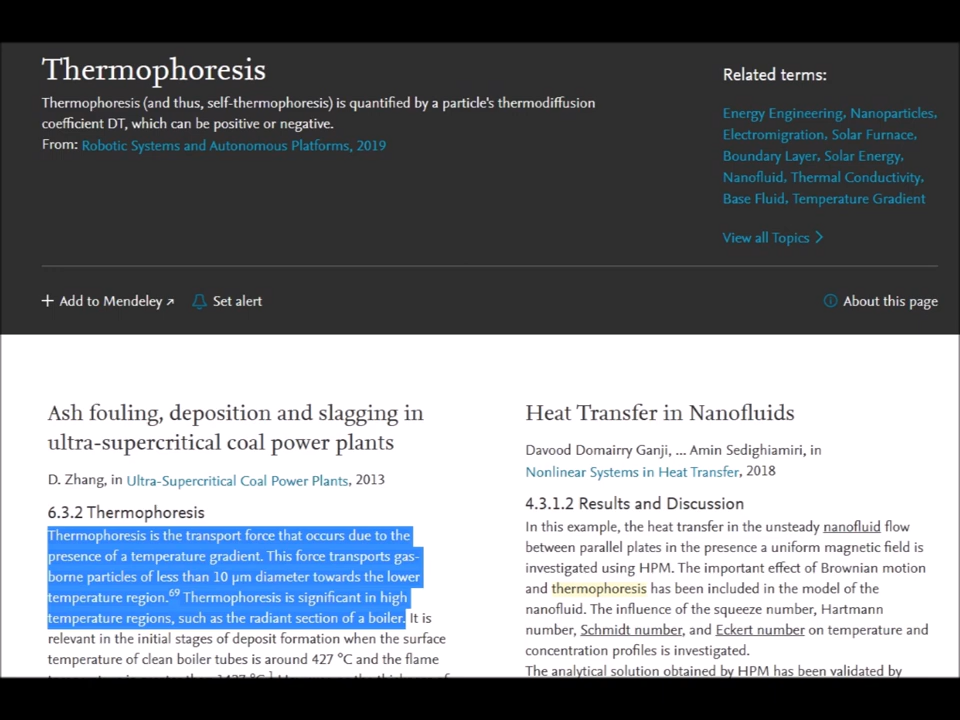 Thermophoresis
Thermophoresis (and thus, self-thermophoresis) is quantified by a particle's thermodiffusion
coefficient DT, which can be positive or negative.
From: Robotic Systems and Autonomous Platforms, 2019
Related terms:
Energy Engineering, Nanoparticles,
Electromigration, Solar Furnace,
Boundary Layer, Solar Energy,
Nanofluid, Thermal Conductivity,
Base Fluid, Temperature Gradient
View all Topics
Add to Mendeley
Set alert
About this page
Ash fouling, deposition and slagging in
ultra-supercritical coal power plants
D. Zhang, in Ultra-Supercritical Coal Power Plants, 2013
6.3.2 Thermophoresis
Thermophoresis is the transport force that occurs due to the
presence of a temperature gradient. This force transports gas-
borne particles of less than 10 μm diameter towards the lower
temperature region.69 Thermophoresis is significant in high
temperature regions, such as the radiant section of a boiler. It is
relevant in the initial stages of deposit formation when the surface
temperature of clean boiler tubes is around 427 °C and the flame
Heat Transfer in Nanofluids
Davood Domairry Ganji, ... Amin Sedighiamiri, in
Nonlinear Systems in Heat Transfer, 2018
4.3.1.2 Results and Discussion
In this example, the heat transfer in the unsteady nanofluid flow
between parallel plates in the presence a uniform magnetic field is
investigated using HPM. The important effect of Brownian motion
and thermophoresis has been included in the model of the
nanofluid. The influence of the squeeze number, Hartmann
number, Schmidt number, and Eckert number on temperature and
concentration profiles is investigated.
The analytical solution obtained by HPM has been validated by